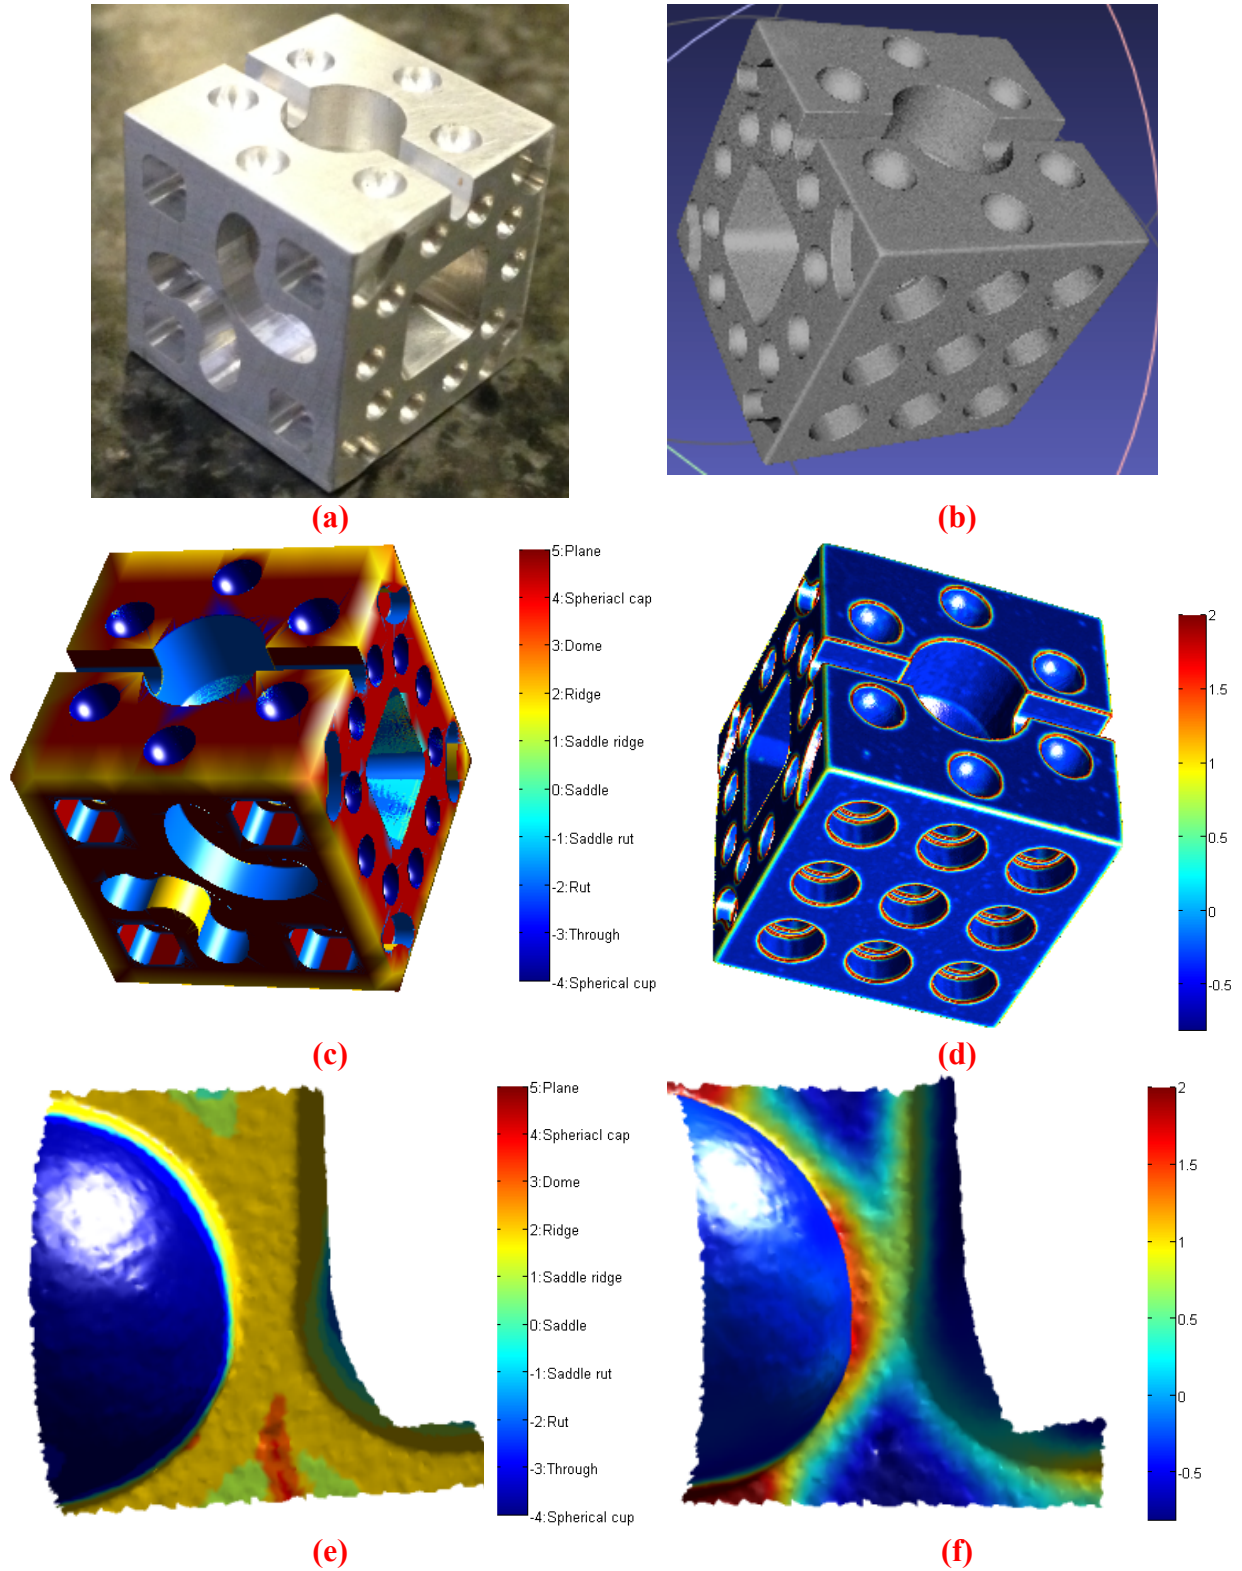 (a)
(b)
5:Plane
4:Spheriacl cap
3:Dome
2:Ridge
1:Saddle ridge
0:Saddle
-1:Saddle rut
-2:Rut
-3:Through
-4:Spherical cup
2
1.5
1
0.5
0
-0.5
(c)
(d)
5:Plane
4:Spheriacl cap
3:Dome
2:Ridge
1:Saddle ridge
0:Saddle
-1:Saddle rut
-2:Rut
-3:Through
-4:Spherical cup
2
1.5
1
0.5
0
-0.5
(e)
(f)